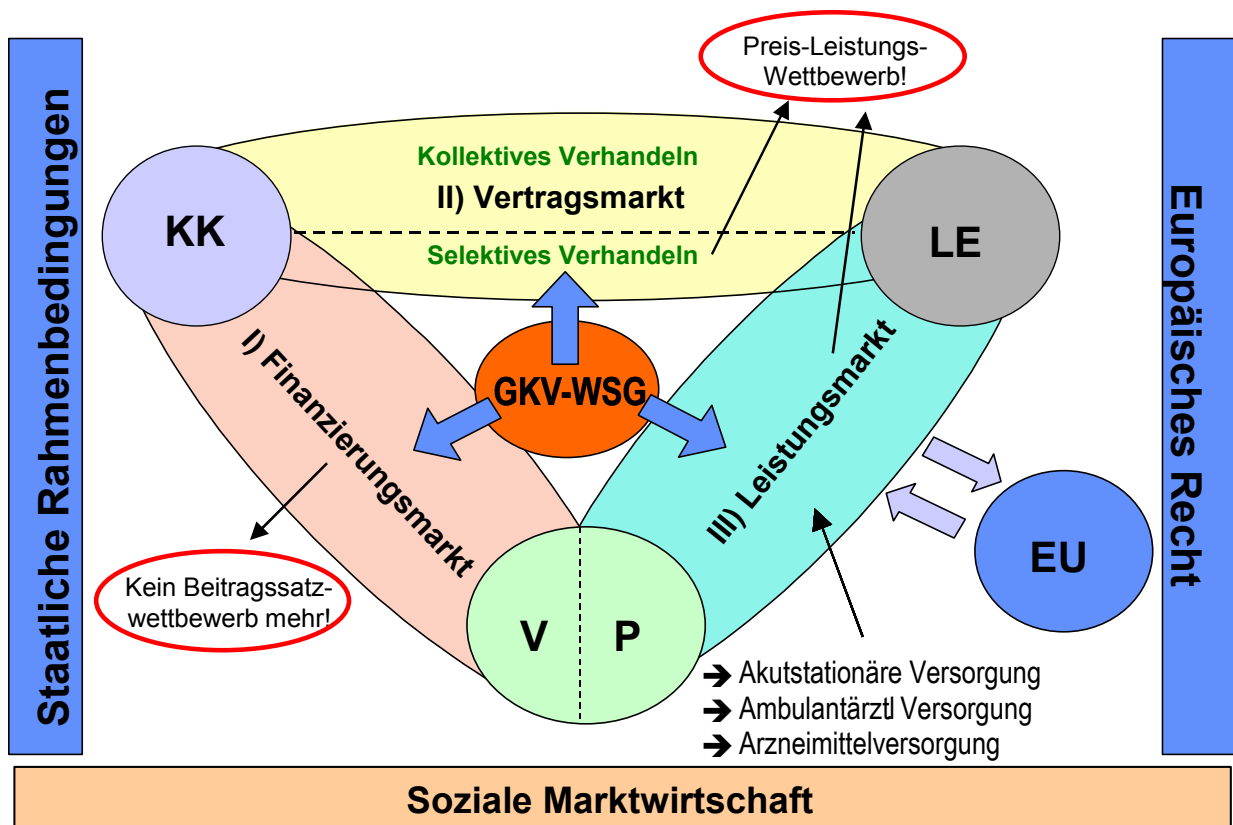 Staatliche Rahmenbedingungen
Preis-Leistungs-
Wettbewerb!
Kollektives Verhandeln
II) Vertragsmarkt
Selektives Verhandeln
KK
LE
GKV-WSG
I) Finanzierungsmarkt
III) Leistungsmarkt
Kein Beitragssatz-
wettbewerb mehr!
V P
EU
➔ Akutstationäre Versorgung
➔ Ambulantärztl Versorgung
➔ Arzneimittelversorgung
Europäisches Recht
Soziale Marktwirtschaft